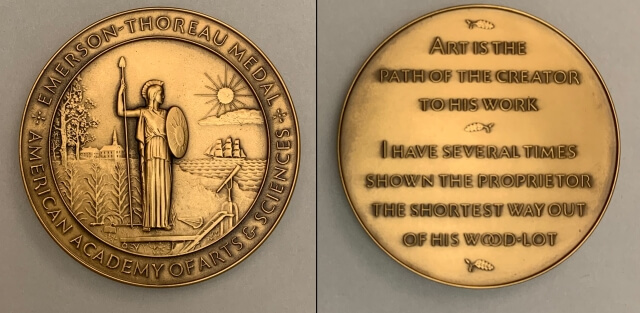 EMERSON-THOREAU MEDAL
AMERICAN ACADEMY OF ARTS & SCIENCES
ART IS THE
PATH OF THE CREATOR
TO HIS WORK
I HAVE SEVERAL TIMES
SHOWN THE PROPRIETOR
THE SHORTEST WAY OUT
OF HIS WOOD-LOT